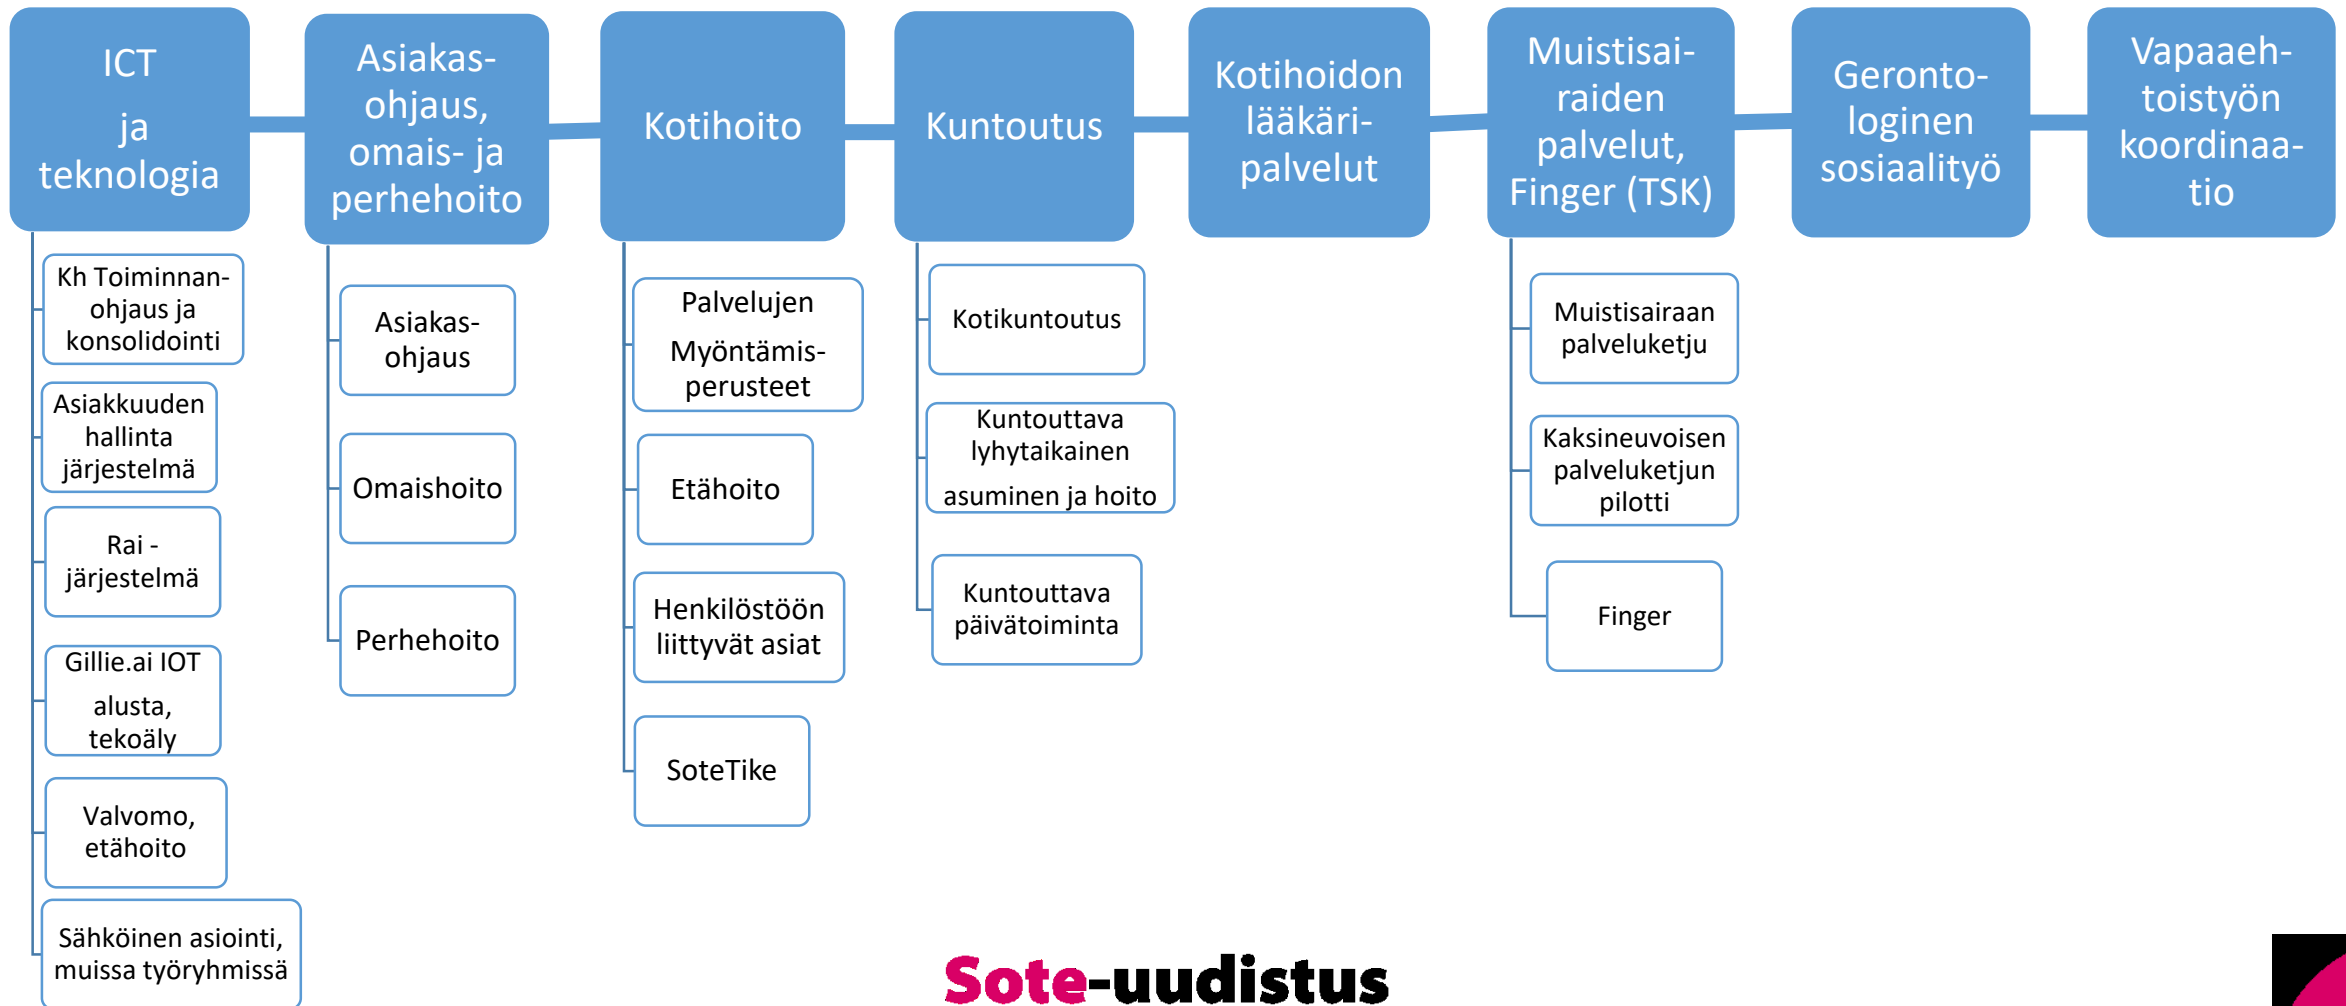 ICT
ja
teknologia
Kh Toiminnan-
ohjaus ja
konsolidointi
Asiakkuuden
hallinta
järjestelmä
Rai -
järjestelmä
Gillie.ai IOT
alusta,
tekoäly
Valvomo,
etähoito
Sähköinen asiointi,
muissa työryhmissä
Asiakas-
ohjaus,
omais- ja
perhehoito
Asiakas-
ohjaus
Omaishoito
Perhehoito
Kotihoito
Palvelujen
Myöntämis-
perusteet
Etähoito
Henkilöstöön
liittyvät asiat
SoteTike
Kuntoutus
Kotikuntoutus
Kuntouttava
lyhytaikainen
asuminen ja hoito
Kuntouttava
päivätoiminta
Kotihoidon
lääkäri-
palvelut
Muistisai-
raiden
palvelut,
Finger (TSK)
Muistisairaan
palveluketju
Kaksineuvoisen
palveluketjun
pilotti
Finger
Geronto-
loginen
sosiaalityö
Vapaaeh-
toistyön
koordinaa-
tio
Sote-uudistus